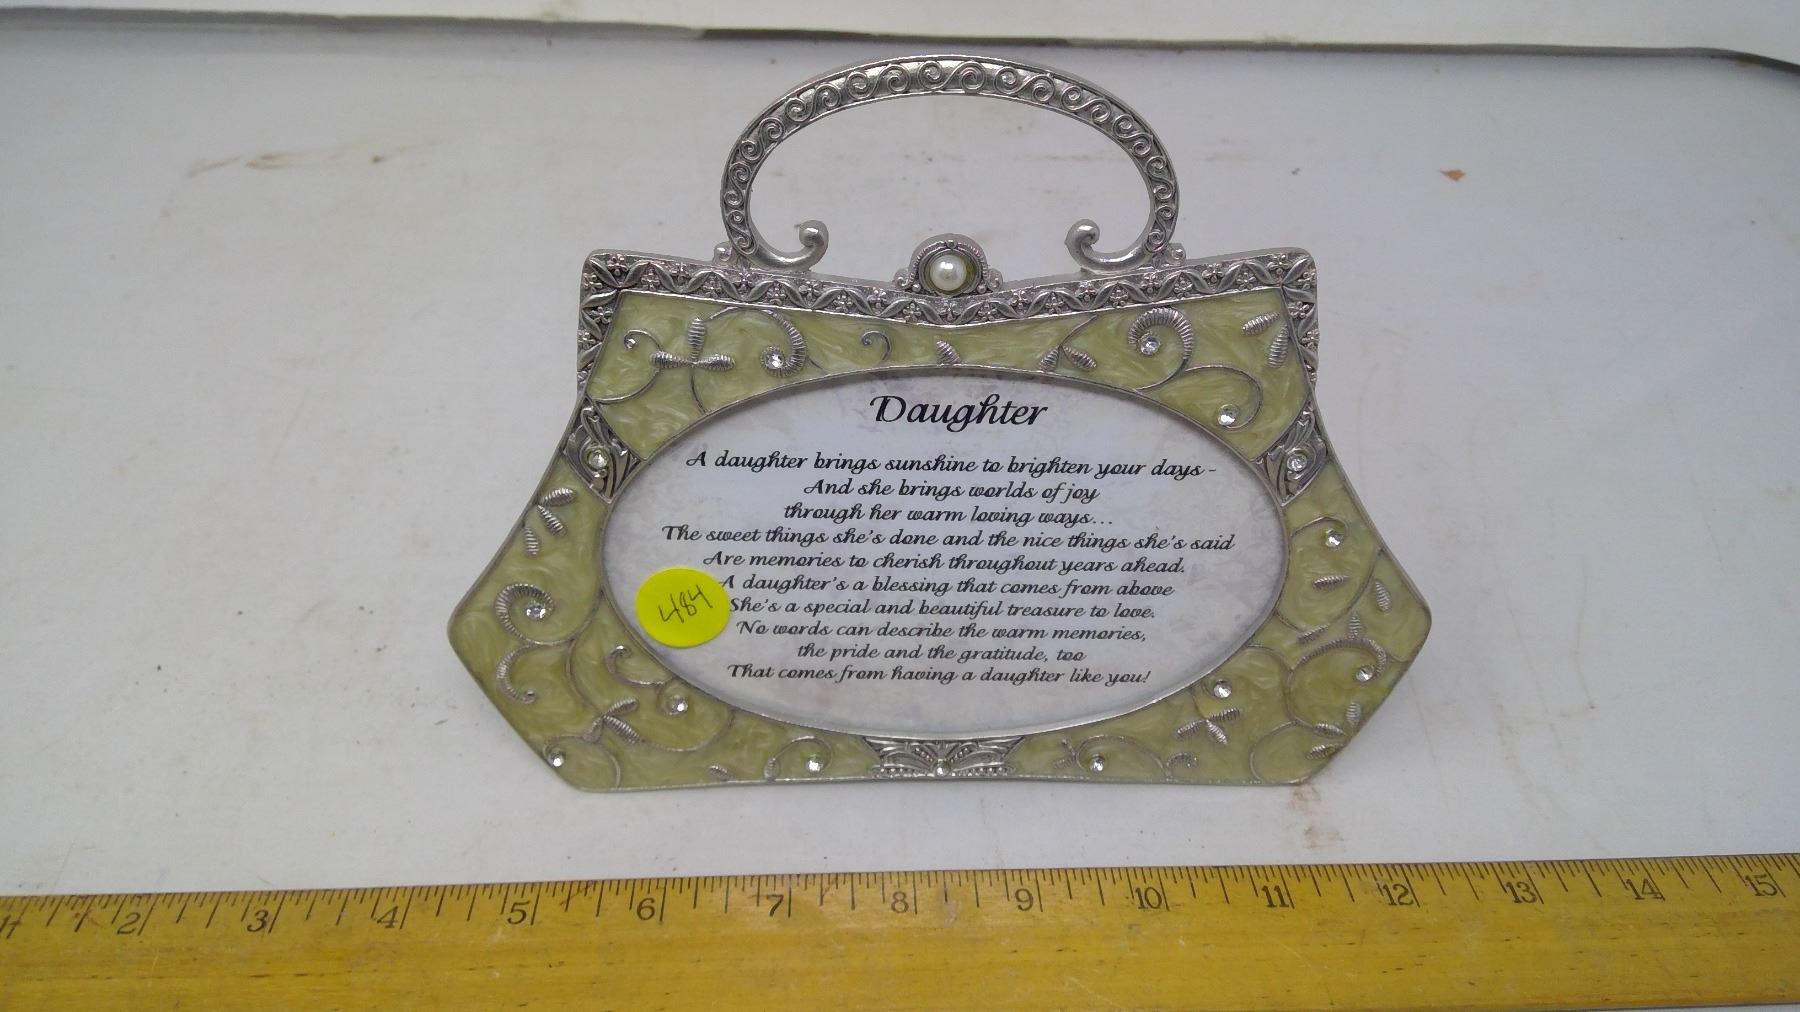 Daughter
A daughter brings sunshine to brighten your days -
And she brings worlds of joy
through her warm loving ways...
The sweet things she's done and the nice things she's said
Are memories to cherish throughout years ahead.
A daughter's a blessing that comes from above
She's a special and beautiful treasure to love.
No words can describe the warm memories,
the pride and the gratitude, too
That comes from having a daughter like you!
484
1 2 3 4 5 6 7 8 9 10 11 12 13 14 15